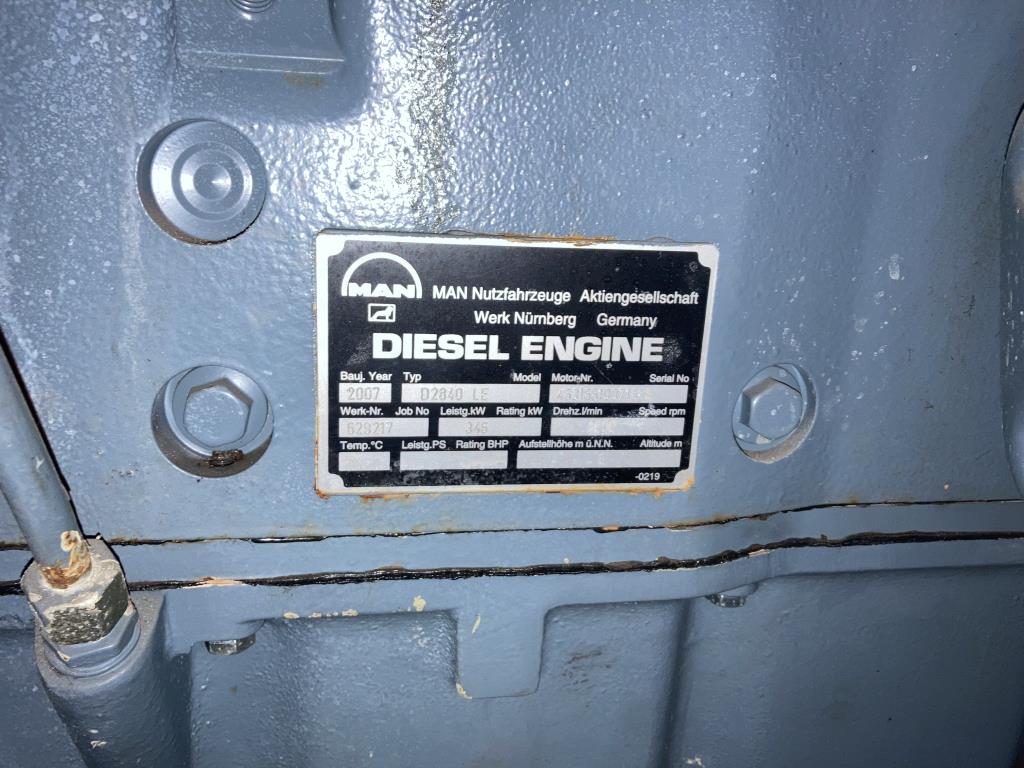 MAN
MAN Nutzfahrzeuge Aktiengesellschaft
Werk Nürnberg Germany
DIESEL ENGINE
Bauj. Year Typ Model Motor-Nr. Serial No
2007 D2840 LE
Werk-Nr. Job No Leistg.kW Rating kW Drehz.l/min Speed rpm
629217 345
Temp.°C Leistg.PS Rating BHP Aufstellhöhe m ü.N.N. Altitude m
-0219